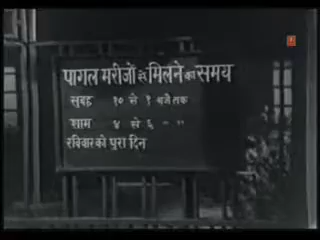 पागल मरीजों से मिलने का समय
सुबह १० से १ बजे तक
शाम ४ से ६ - "
रविवार को पुरा दिन